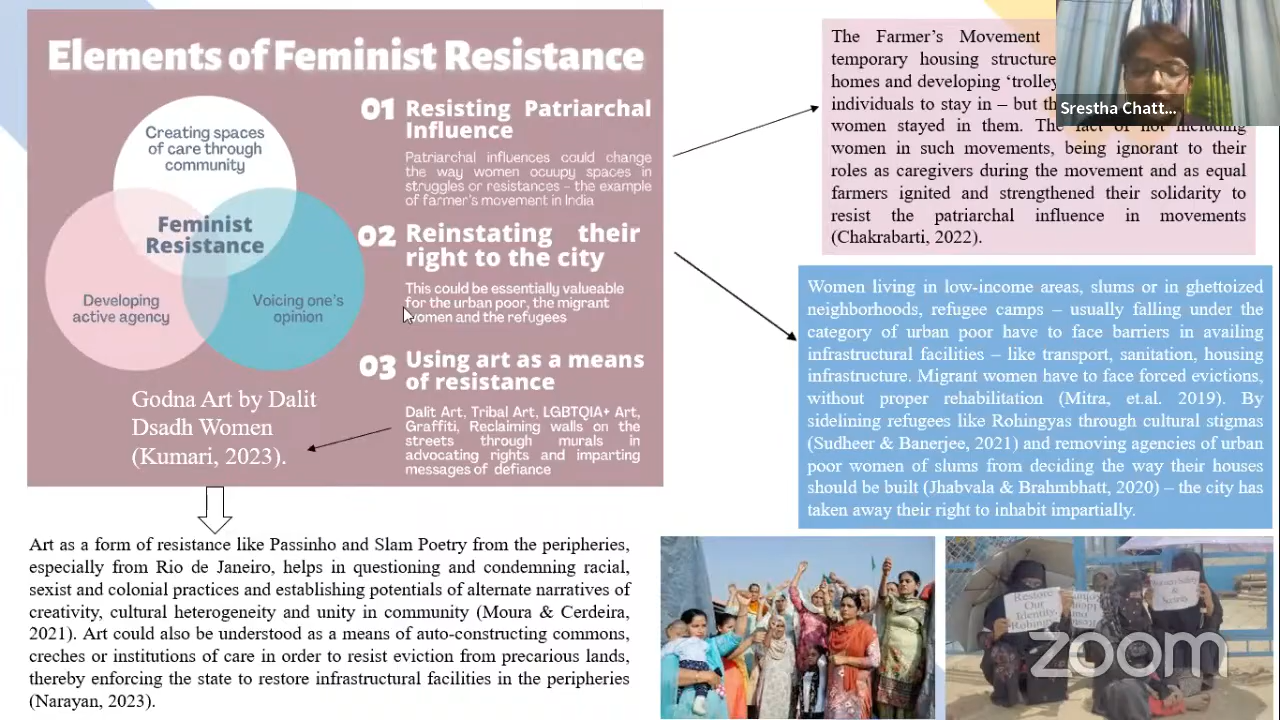 Elements of Feminist Resistance
Creating spaces
of care through
community
Feminist
Resistance
Developing
active agency
Voicing one's
opinion
01 Resisting Patriarchal
Influence
Patriarchal influences could change
the way women ocuupy spaces in
struggles or resistances - the example
of farmer's movement in India
02 Reinstating their
right to the city
This could be essentially valueable
for the urban poor, the migrant
women and the refugees
03 Using art as a means
of resistance
Dalit Art, Tribal Art, LGBTQIA+ Art,
Graffiti, Reclaiming walls on the
streets through murals in
advocating rights and imparting
messages of defiance
Godna Art by Dalit
Dsadh Women
(Kumari, 2023).
Art as a form of resistance like Passinho and Slam Poetry from the peripheries,
especially from Rio de Janeiro, helps in questioning and condemning racial,
sexist and colonial practices and establishing potentials of alternate narratives of
creativity, cultural heterogeneity and unity in community (Moura & Cerdeira,
2021). Art could also be understood as a means of auto-constructing commons,
creches or institutions of care in order to resist eviction from precarious lands,
thereby enforcing the state to restore infrastructural facilities in the peripheries
(Narayan, 2023).
The Farmer's Movement
temporary housing structure
homes and developing 'trolley
individuals to stay in – but
women stayed in them. The fact of not including
women in such movements, being ignorant to their
roles as caregivers during the movement and as equal
farmers ignited and strengthened their solidarity to
resist the patriarchal influence in movements
(Chakrabarti, 2022).
Srestha Chatt...
Women living in low-income areas, slums or in ghettoized
neighborhoods, refugee camps – usually falling under the
category of urban poor have to face barriers in availing
infrastructural facilities – like transport, sanitation, housing
infrastructure. Migrant women have to face forced evictions,
without proper rehabilitation (Mitra, et.al. 2019). By
sidelining refugees like Rohingyas through cultural stigmas
(Sudheer & Banerjee, 2021) and removing agencies of urban
poor women of slums from deciding the way their houses
should be built (Jhabvala & Brahmbhatt, 2020) – the city has
taken away their right to inhabit impartially.
Restore
Our
Identity
zoom